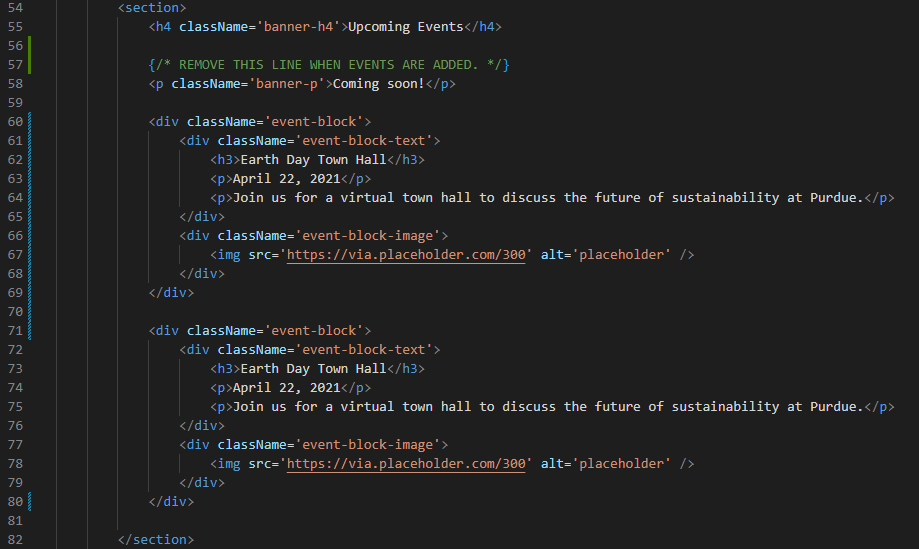 54 <section>
55 <h4 className='banner-h4'>Upcoming Events</h4>
56
57 {/* REMOVE THIS LINE WHEN EVENTS ARE ADDED. */}
58 <p className='banner-p'>Coming soon!</p>
59
60 <div className='event-block'>
61 <div className='event-block-text'>
62 <h3>Earth Day Town Hall</h3>
63 <p>April 22, 2021</p>
64 <p>Join us for a virtual town hall to discuss the future of sustainability at Purdue.</p>
65 </div>
66 <div className='event-block-image'>
67 <img src='https://via.placeholder.com/300' alt='placeholder' />
68 </div>
69 </div>
70
71 <div className='event-block'>
72 <div className='event-block-text'>
73 <h3>Earth Day Town Hall</h3>
74 <p>April 22, 2021</p>
75 <p>Join us for a virtual town hall to discuss the future of sustainability at Purdue.</p>
76 </div>
77 <div className='event-block-image'>
78 <img src='https://via.placeholder.com/300' alt='placeholder' />
79 </div>
80 </div>
81
82 </section>